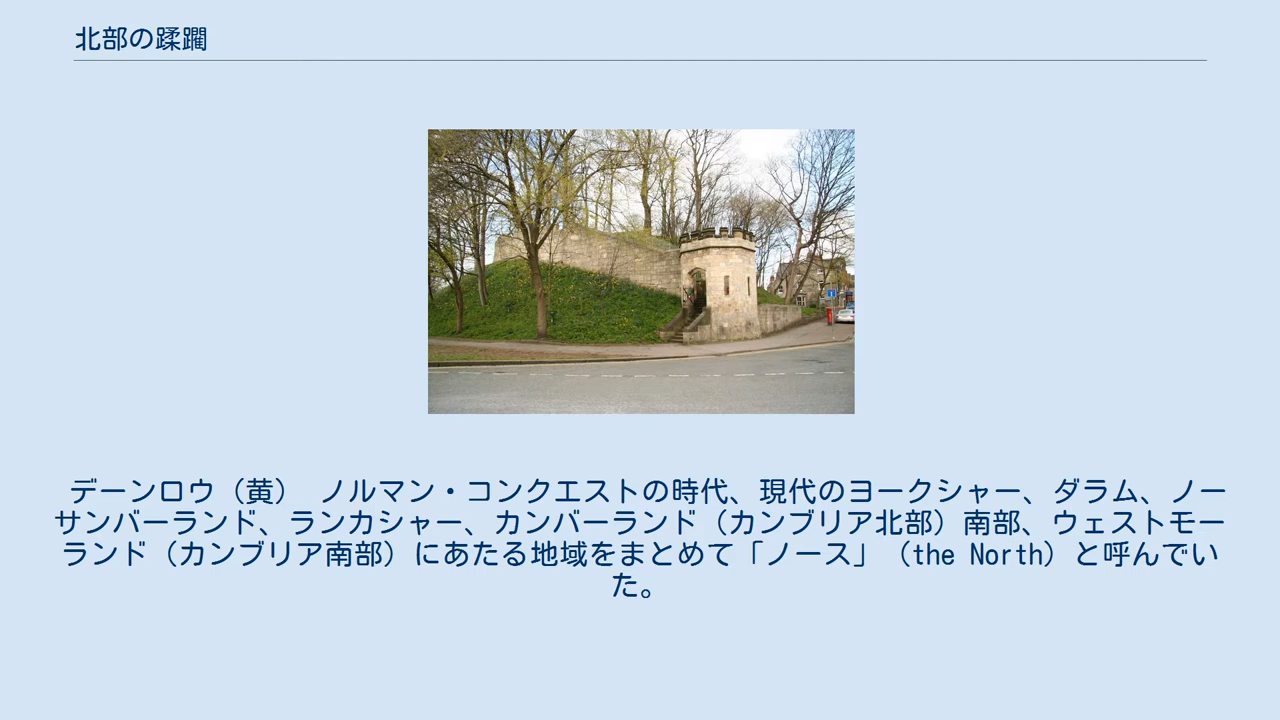 北部の蹂躙
デーンロウ（黄） ノルマン・コンクエストの時代、現代のヨークシャー、ダラム、ノー
サンバーランド、ランカシャー、カンバーランド（カンブリア北部）南部、ウェストモー
ランド（カンブリア南部）にあたる地域をまとめて「ノース」（the North）と呼んでい
た。